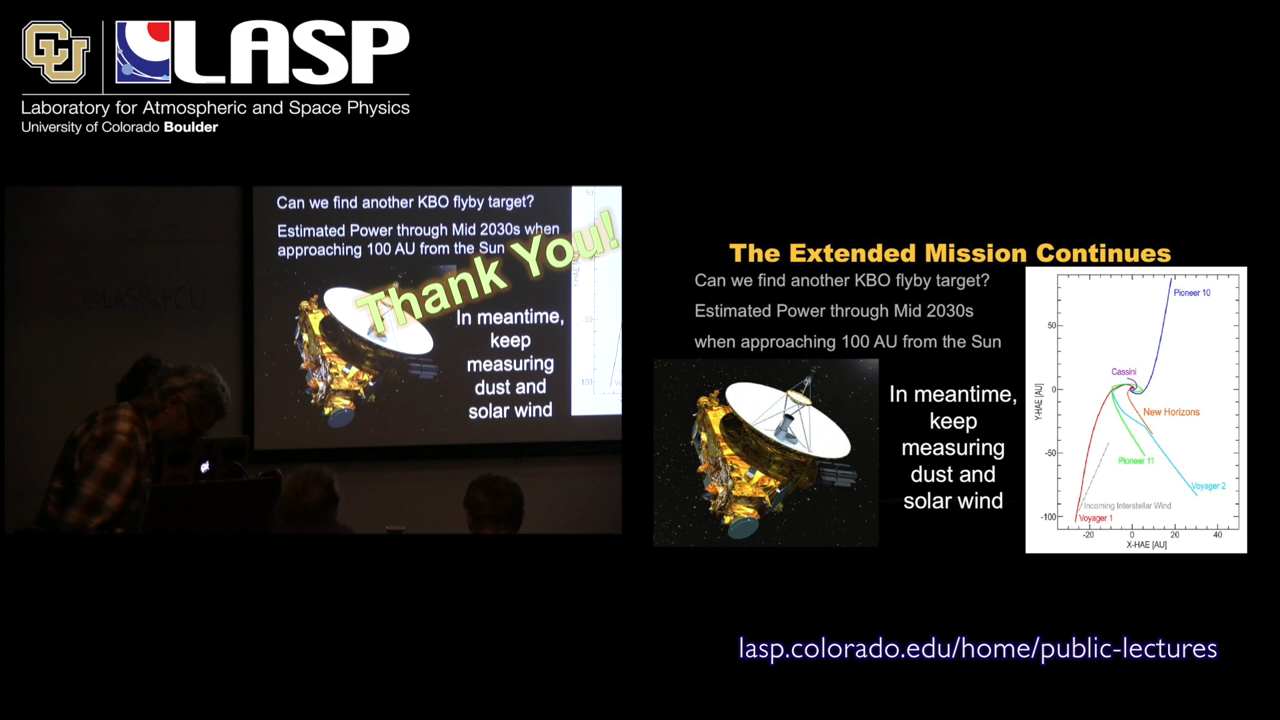 CU
LASP
Laboratory for Atmospheric and Space Physics
University of Colorado Boulder
Can we find another KBO flyby target?
Estimated Power through Mid 2030s when
approaching 100 AU from the Sun
Thank You!
In meantime,
keep
measuring
dust and
solar wind
@LASPatCU
The Extended Mission Continues
Can we find another KBO flyby target?
Estimated Power through Mid 2030s
when approaching 100 AU from the Sun
In meantime,
keep
measuring
dust and
solar wind
Pioneer 10
50
Cassini
0
Y-HAE [AU]
New Horizons
-50
Pioneer 11
Voyager 2
Incoming Interstellar Wind
-100
Voyager 1
-20 0 20 40
X-HAE [AU]
lasp.colorado.edu/home/public-lectures